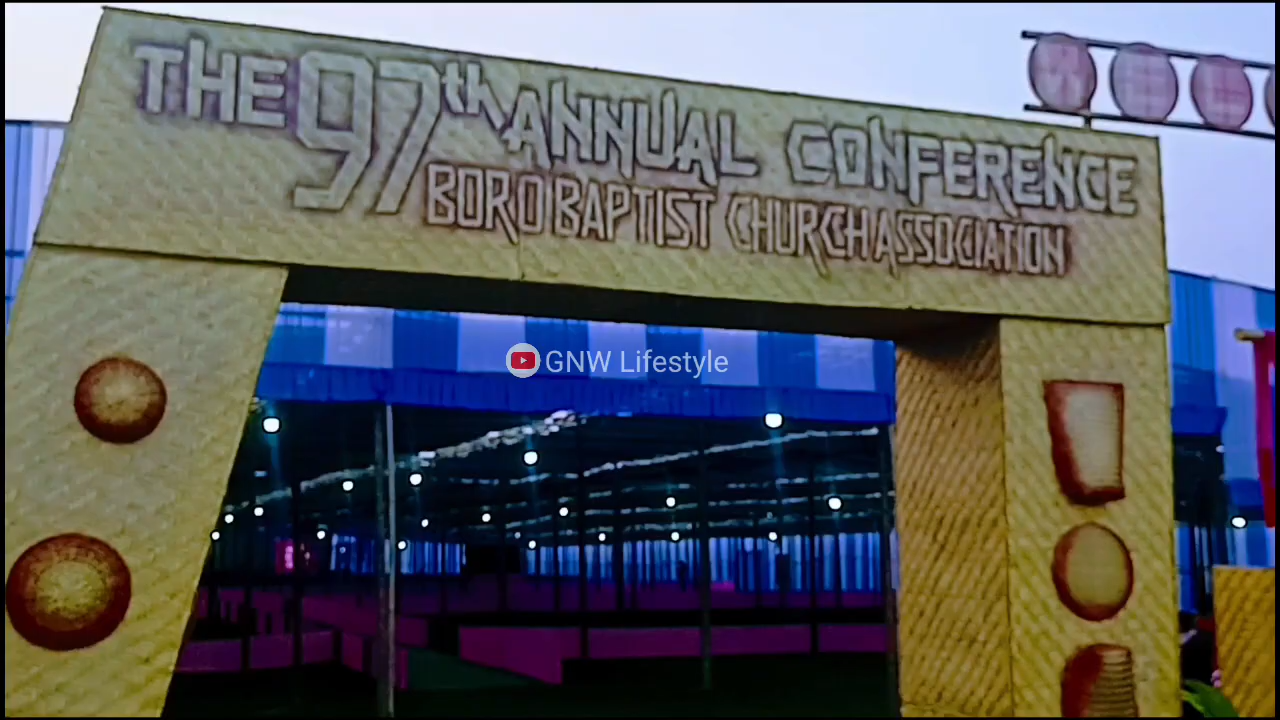 THE 97th ANNUAL CONFERENCE
BORO BAPTIST CHURCH ASSOCIATION
GNW Lifestyle